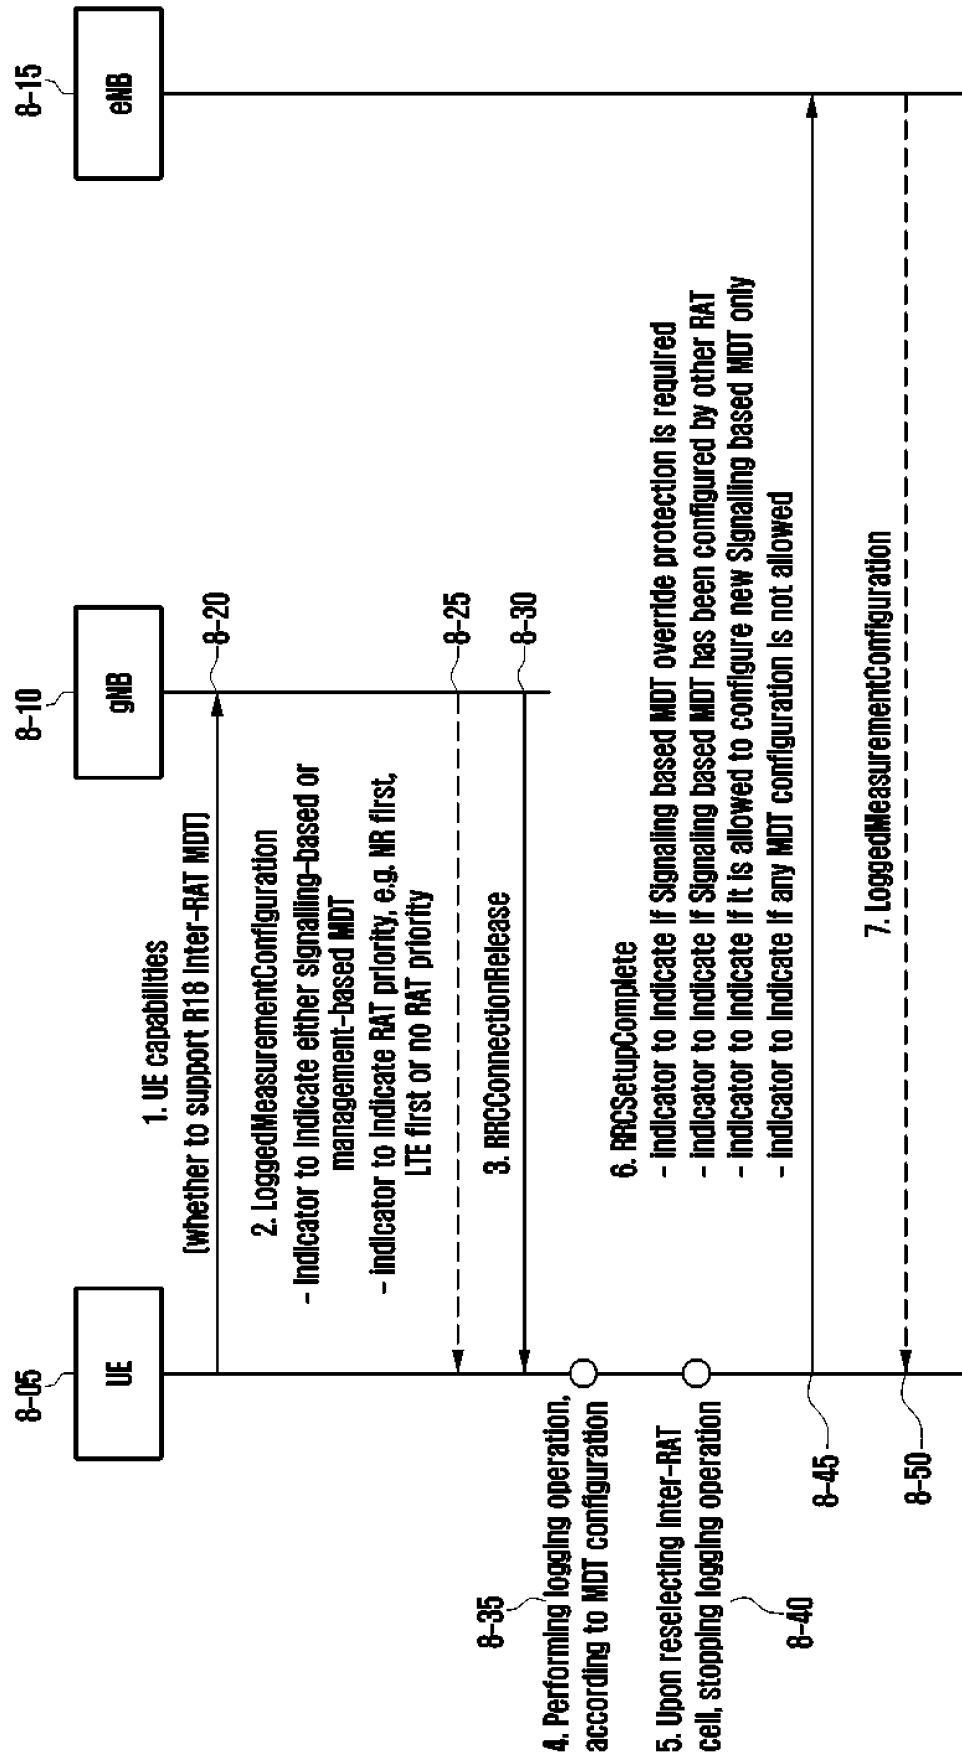 8-05
UE
8-10
gNB
8-15
eNB
1. UE capabilities
(whether to support R18 Inter-RAT MDT)
8-20
2. LoggedMeasurementConfiguration
- Indicator to indicate either signalling-based or
management-based MDT
- indicator to indicate RAT priority, e.g. NR first,
LTE first or no RAT priority
8-25
3. RRCConnectionRelease
8-30
8-35
4. Performing logging operation,
according to MDT configuration
5. Upon reselecting Inter-RAT
cell, stopping logging operation
8-40
6. RRCSetupComplete
- indicator to indicate if Signaling based MDT override protection is required
- indicator to indicate if Signaling based MDT has been configured by other RAT
- indicator to indicate if it is allowed to configure new Signalling based MDT only
- indicator to indicate if any MDT configuration is not allowed
8-45
7. LoggedMeasurementConfiguration
8-50